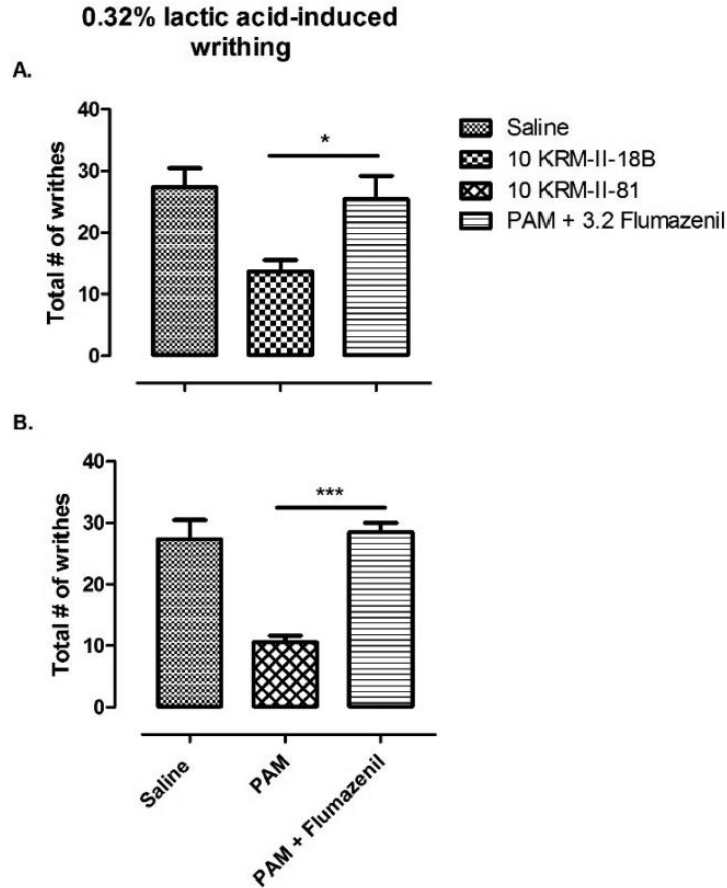 0.32% lactic acid-induced
writhing
A.
Total # of writhes
40
30
20
10
0
*
Saline
10 KRM-II-18B
10 KRM-II-81
PAM + 3.2 Flumazenil
B.
Total # of writhes
40
30
20
10
0
***
Saline
PAM
PAM + Flumazenil